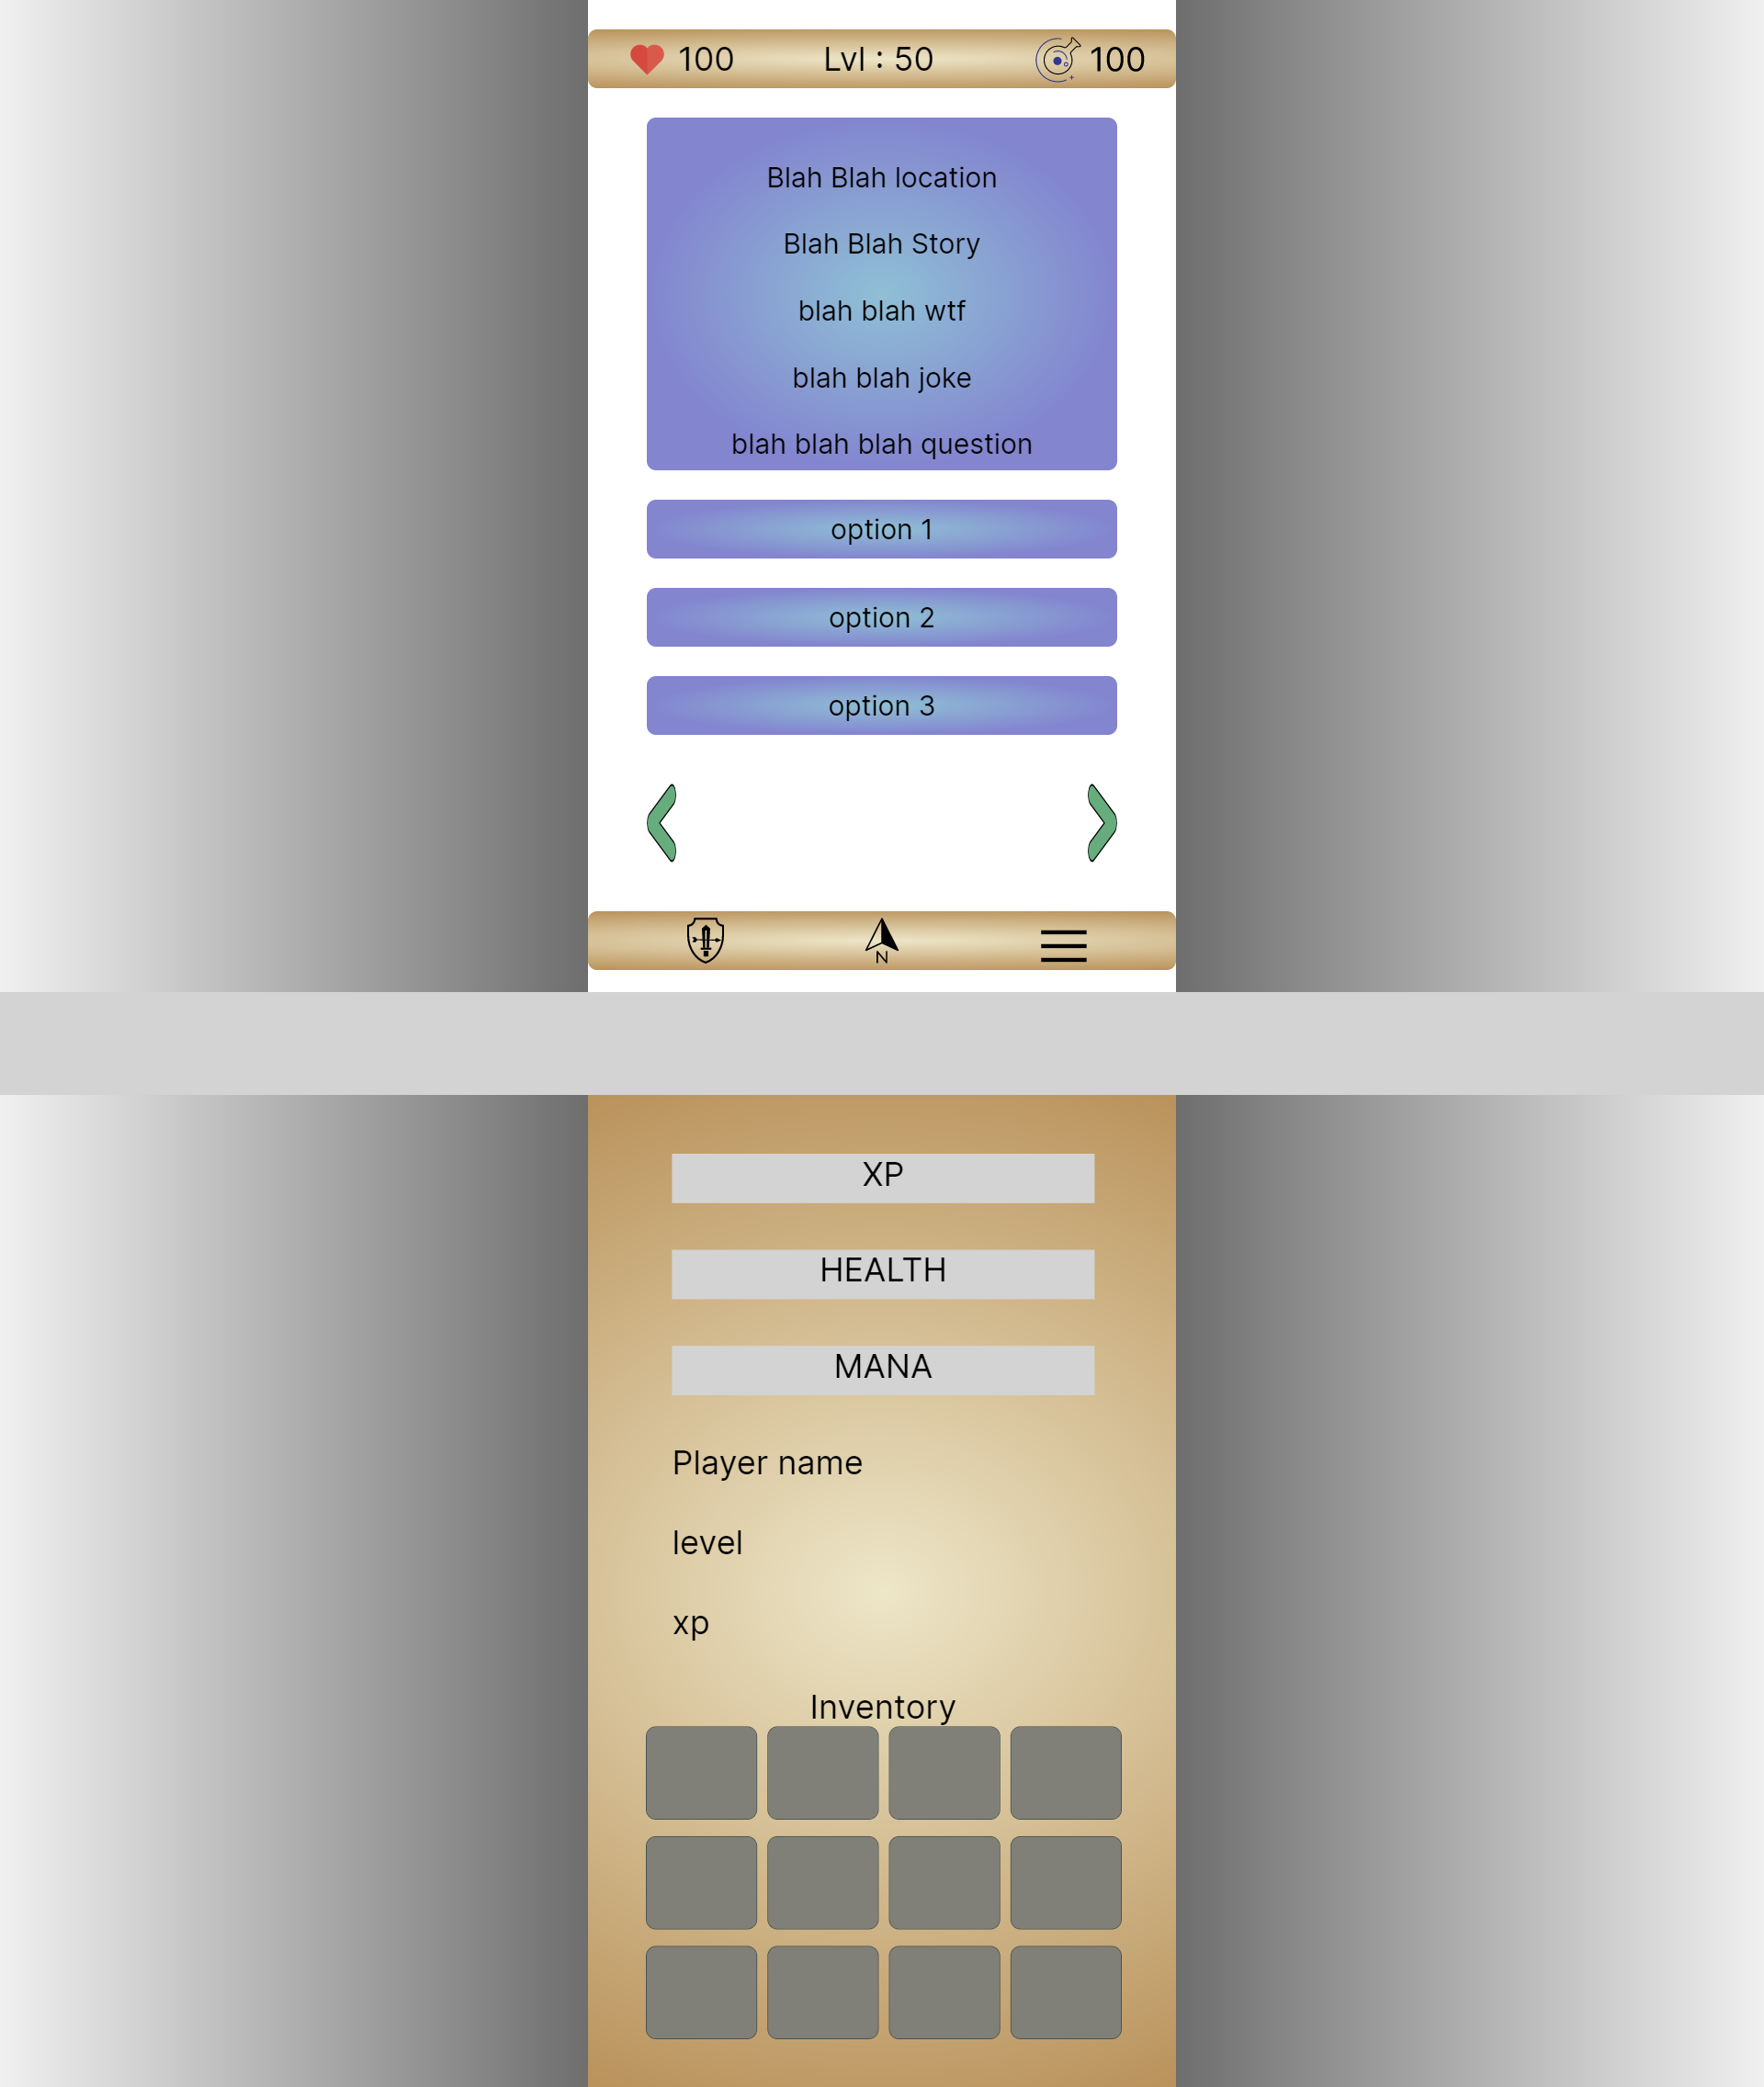 100 Lvl : 50 100
Blah Blah location
Blah Blah Story
blah blah wtf
blah blah joke
blah blah blah question
option 1
option 2
option 3
N
XP
HEALTH
MANA
Player name
level
xp
Inventory